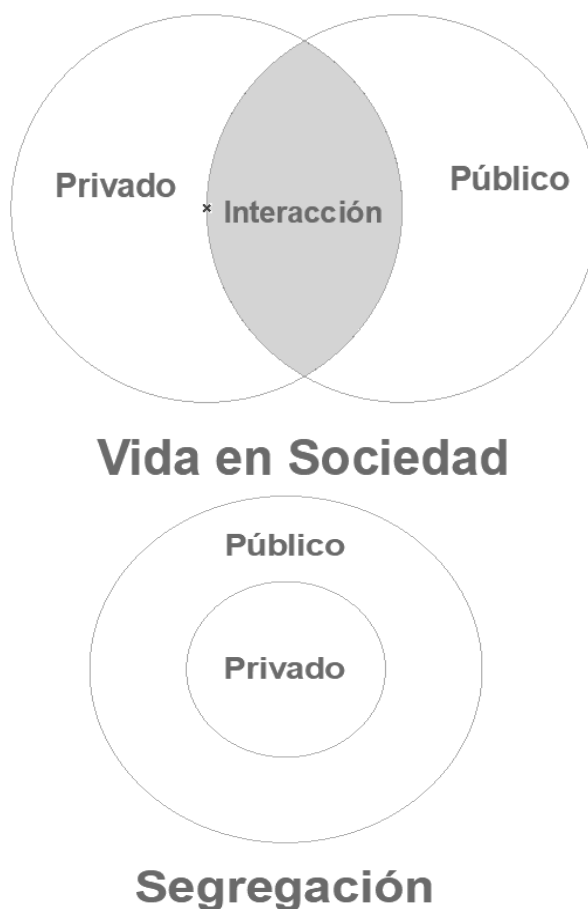 Privado
Público
Interacción
Vida en Sociedad
Público
Privado
Segregación